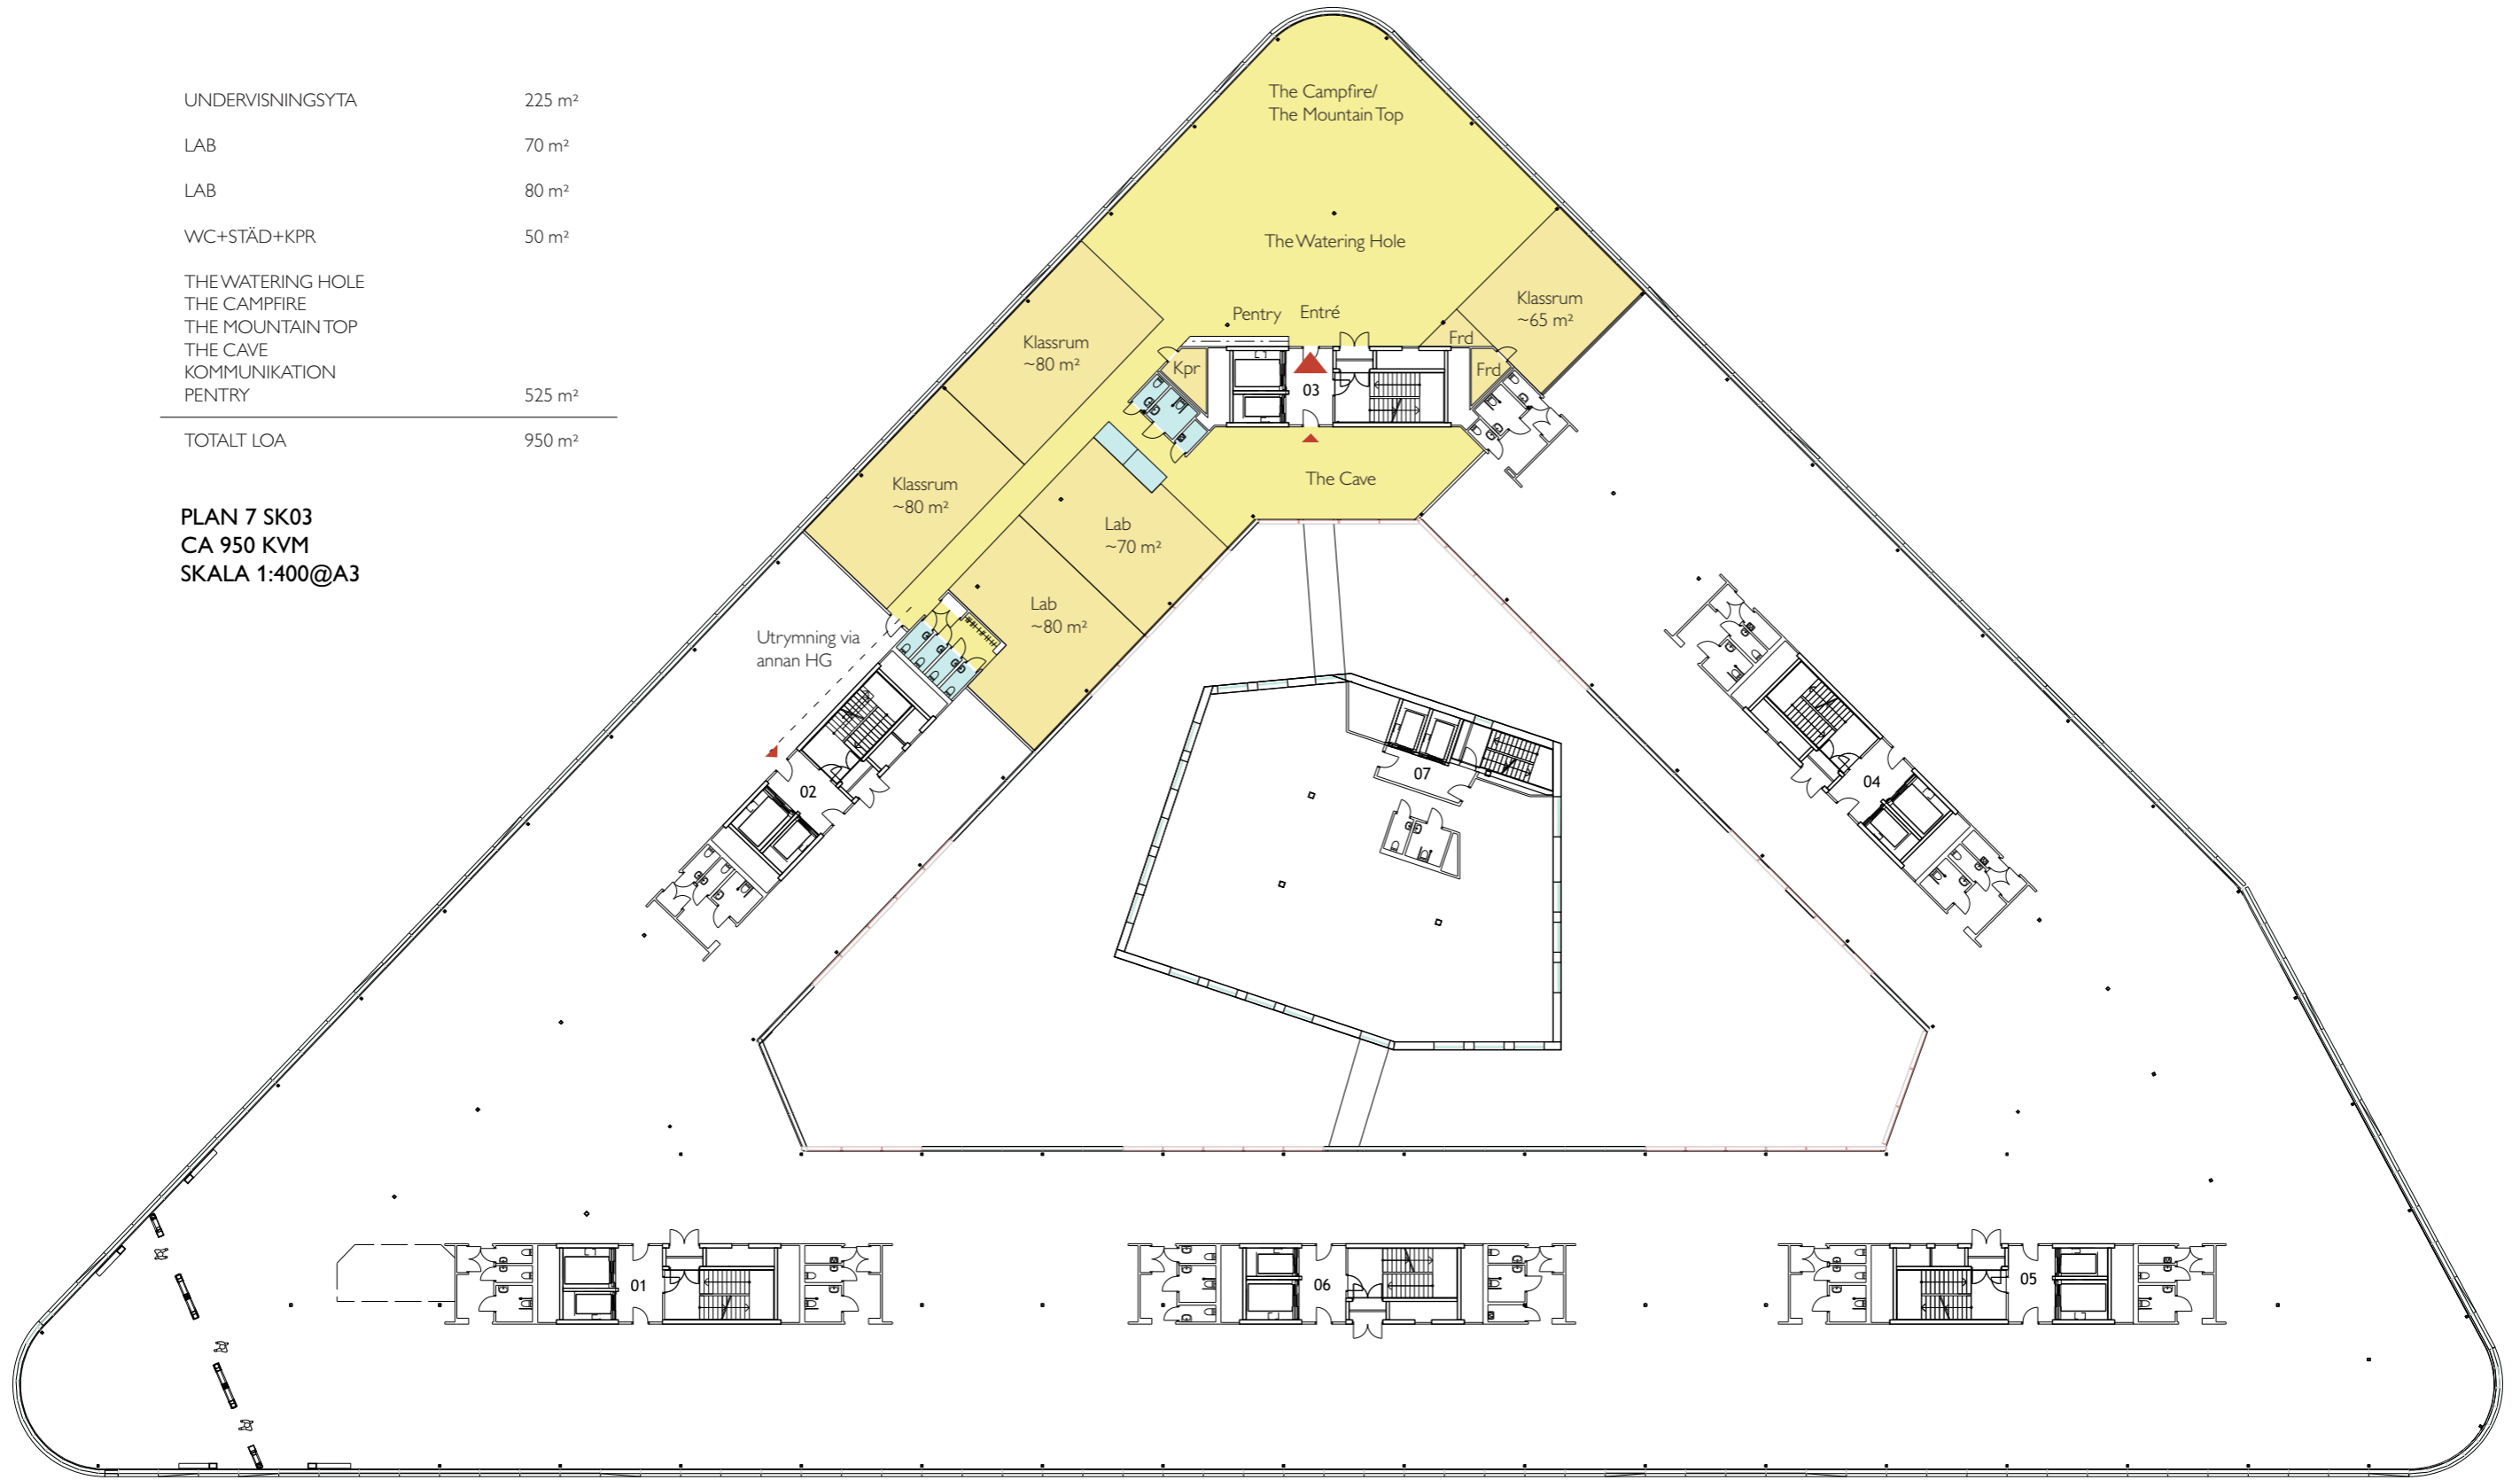 UNDERVISNINGSYTA 225 m²
LAB 70 m²
LAB 80 m²
WC+STÄD+KPR 50 m²
THE WATERING HOLE
THE CAMPFIRE
THE MOUNTAIN TOP
THE CAVE
KOMMUNIKATION
PENTRY 525 m²
TOTALT LOA 950 m²
PLAN 7 SK03
CA 950 KVM
SKALA 1:400@A3
The Campfire/
The Mountain Top
The Watering Hole
Klassrum
~65 m²
Pentry
Entré
Frd
Frd
Klassrum
~80 m²
Kpr
03
Klassrum
~80 m²
The Cave
Lab
~70 m²
Lab
~80 m²
Utrymning via
annan HG
02
07
04
01
06
05